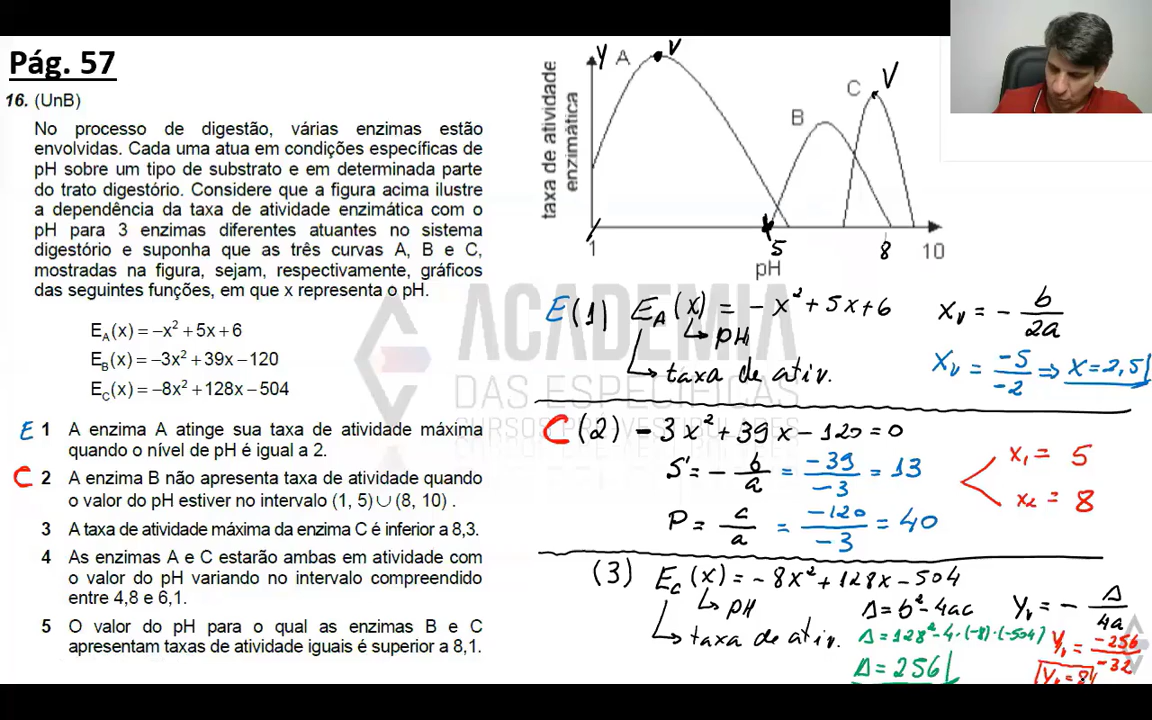 Pág. 57
16. (UnB)
No processo de digestão, várias enzimas estão
envolvidas. Cada uma atua em condições específicas de
pH sobre um tipo de substrato e em determinada parte
do trato digestório. Considere que a figura acima ilustre
a dependência da taxa de atividade enzimática com o
pH para 3 enzimas diferentes atuantes no sistema
digestório e suponha que as três curvas A, B e C,
mostradas na figura, sejam, respectivamente, gráficos
das seguintes funções, em que x representa o pH.
E_A(x) = –x² + 5x + 6
E_B(x) = –3x² + 39x – 120
E_C(x) = –8x² + 128x – 504
E 1 A enzima A atinge sua taxa de atividade máxima
quando o nível de pH é igual a 2.
C 2 A enzima B não apresenta taxa de atividade quando
o valor do pH estiver no intervalo (1, 5) ∪ (8, 10) .
3 A taxa de atividade máxima da enzima C é inferior a 8,3.
4 As enzimas A e C estarão ambas em atividade com
o valor do pH variando no intervalo compreendido
entre 4,8 e 6,1.
5 O valor do pH para o qual as enzimas B e C
apresentam taxas de atividade iguais é superior a 8,1.
taxa de atividade
enzimática
y A V
B
C V
1 5 8 10
pH
E (1) E_A (x) = - x² + 5x + 6
pH
taxa de ativ.
x_v = - b/2a
x_v = -5/-2 ⇒ x = 2,5
C (2) - 3x² + 39x - 120 = 0
S = - b/a = -39/-3 = 13
P = c/a = -120/-3 = 40
x₁ = 5
x₂ = 8
(3) E_C (x) = - 8x² + 128x - 504
pH
taxa de ativ.
Δ = b² - 4ac
Δ = 128² - 4·(-8)·(-504)
Δ = 256
y_v = - Δ/4a
y_v = -256/-32
ACADEMIA
DAS ESPECÍFICAS
CURSOS PRÉ-VESTIBULARES